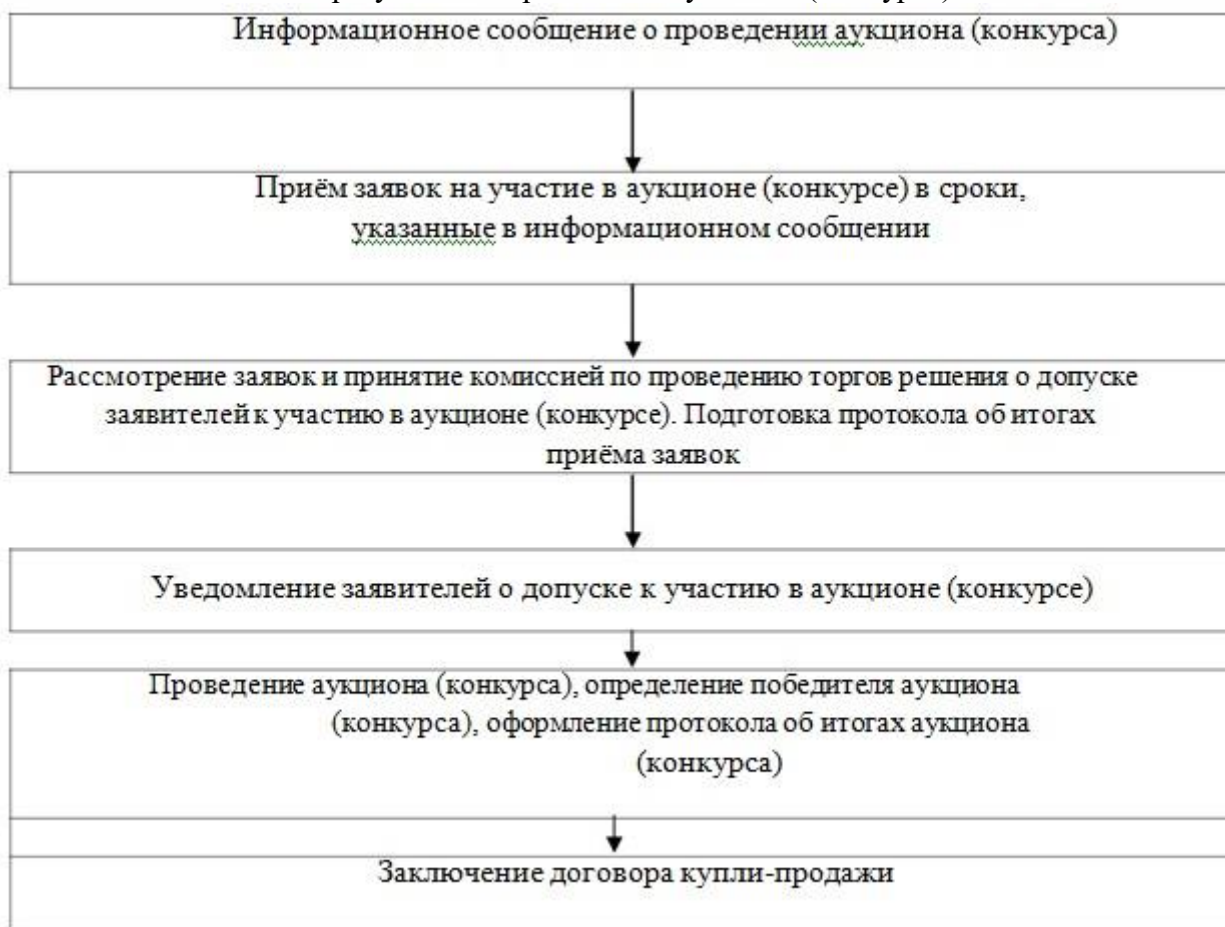 Информационное сообщение о проведении аукциона (конкурса)
Приём заявок на участие в аукционе (конкурсе) в сроки,
указанные в информационном сообщении
Рассмотрение заявок и принятие комиссией по проведению торгов решения о допуске
заявителей к участию в аукционе (конкурсе). Подготовка протокола об итогах
приёма заявок
Уведомление заявителей о допуске к участию в аукционе (конкурсе)
Проведение аукциона (конкурса), определение победителя аукциона
(конкурса), оформление протокола об итогах аукциона
(конкурса)
Заключение договора купли-продажи